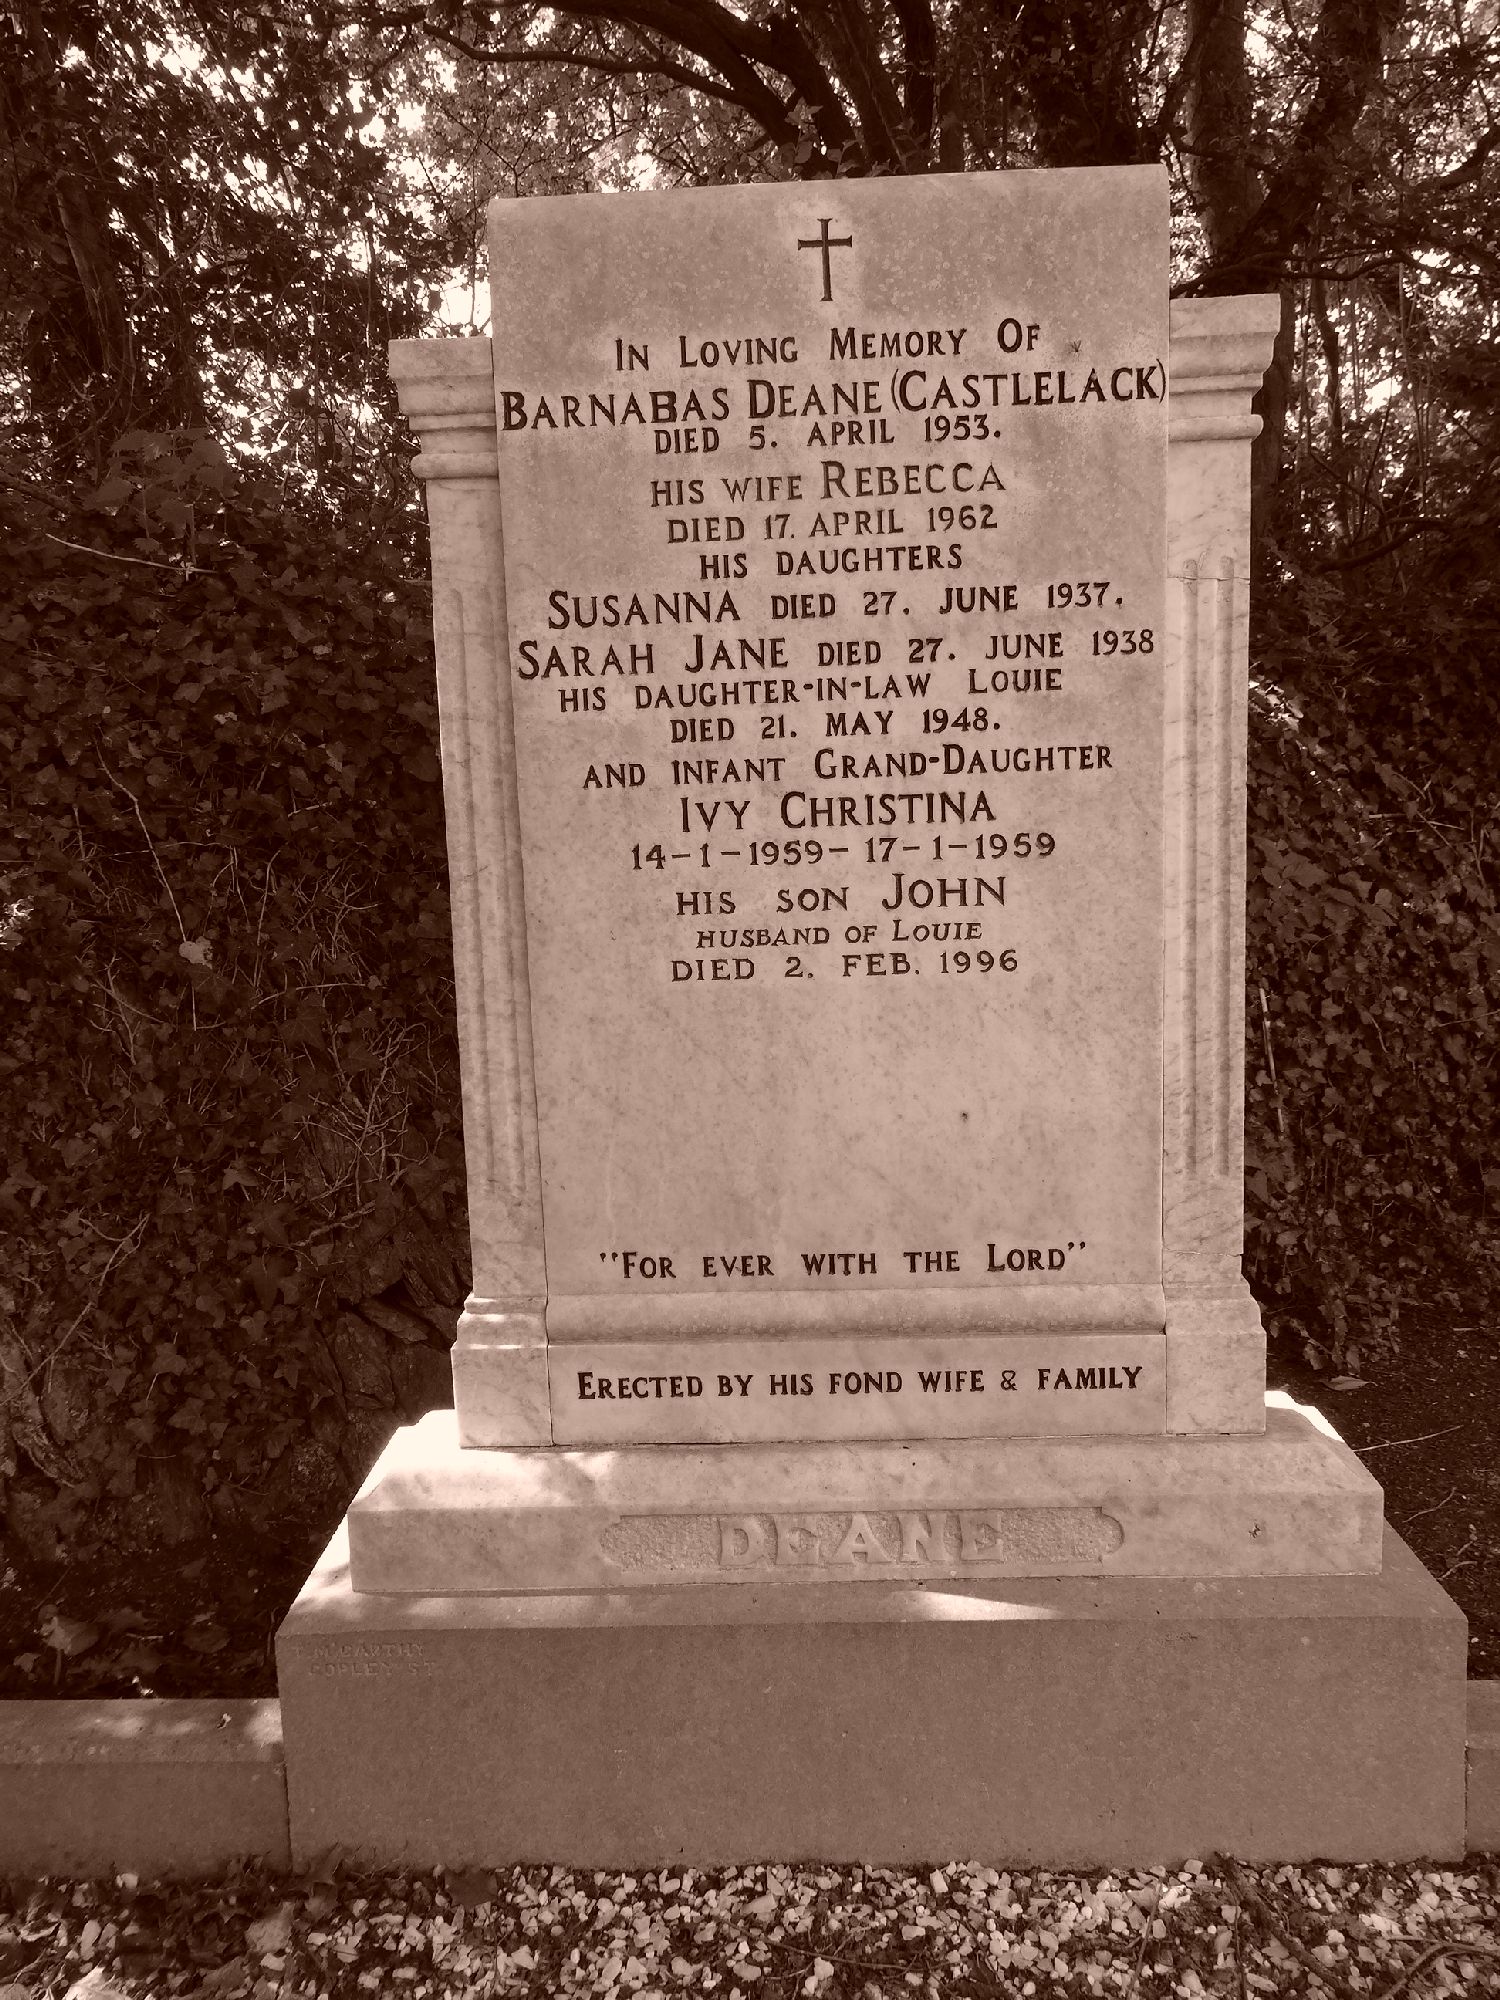 In Loving Memory Of
Barnabas Deane (Castlelack)
died 5. April 1953.
his wife Rebecca
died 17. April 1962
his daughters
Susanna died 27. June 1937.
Sarah Jane died 27. June 1938
his daughter-in-law Louie
died 21. May 1948.
and infant Grand-Daughter
Ivy Christina
14-1-1959-17-1-1959
his son John
husband of Louie
died 2. Feb. 1996
"For ever with the Lord"
Erected by his fond wife & family
DEANE
T. McCARTHY
COPLEY ST.